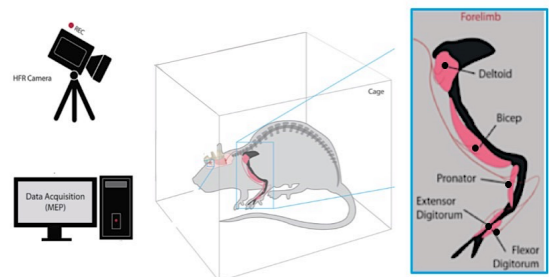 REC
HFR Camera
Data Acquisition
(MEP)
Cage
Forelimb
Deltoid
Bicep
Pronator
Extensor
Digitorum
Flexor
Digitorum